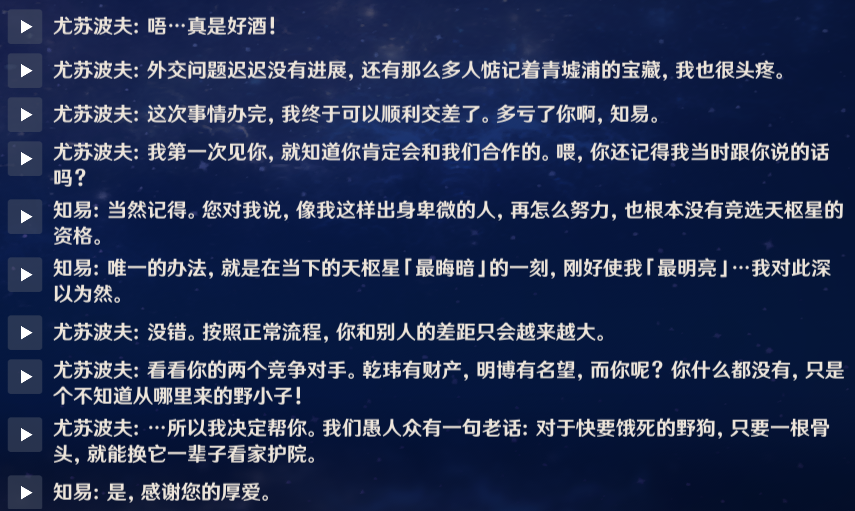 尤苏波夫: 唔…真是好酒!
尤苏波夫: 外交问题迟迟没有进展, 还有那么多人惦记着青墟浦的宝藏, 我也很头疼。
尤苏波夫: 这次事情办完, 我终于可以顺利交差了。多亏了你啊, 知易。
尤苏波夫: 我第一次见你, 就知道你肯定会和我们合作的。喂, 你还记得我当时跟你说的话
吗?
知易: 当然记得。您对我说, 像我这样出身卑微的人, 再怎么努力, 也根本没有竞选天枢星的
资格。
知易: 唯一的办法, 就是在当下的天枢星「最晦暗」的一刻, 刚好使我「最明亮」…我对此深
以为然。
尤苏波夫: 没错。按照正常流程, 你和别人的差距只会越来越大。
尤苏波夫: 看看你的两个竞争对手。乾玮有财产, 明博有名望, 而你呢? 你什么都没有, 只是
个不知道从哪里来的野小子!
尤苏波夫: …所以我决定帮你。我们愚人众有一句老话: 对于快要饿死的野狗, 只要一根骨
头, 就能换它一辈子看家护院。
知易: 是, 感谢您的厚爱。